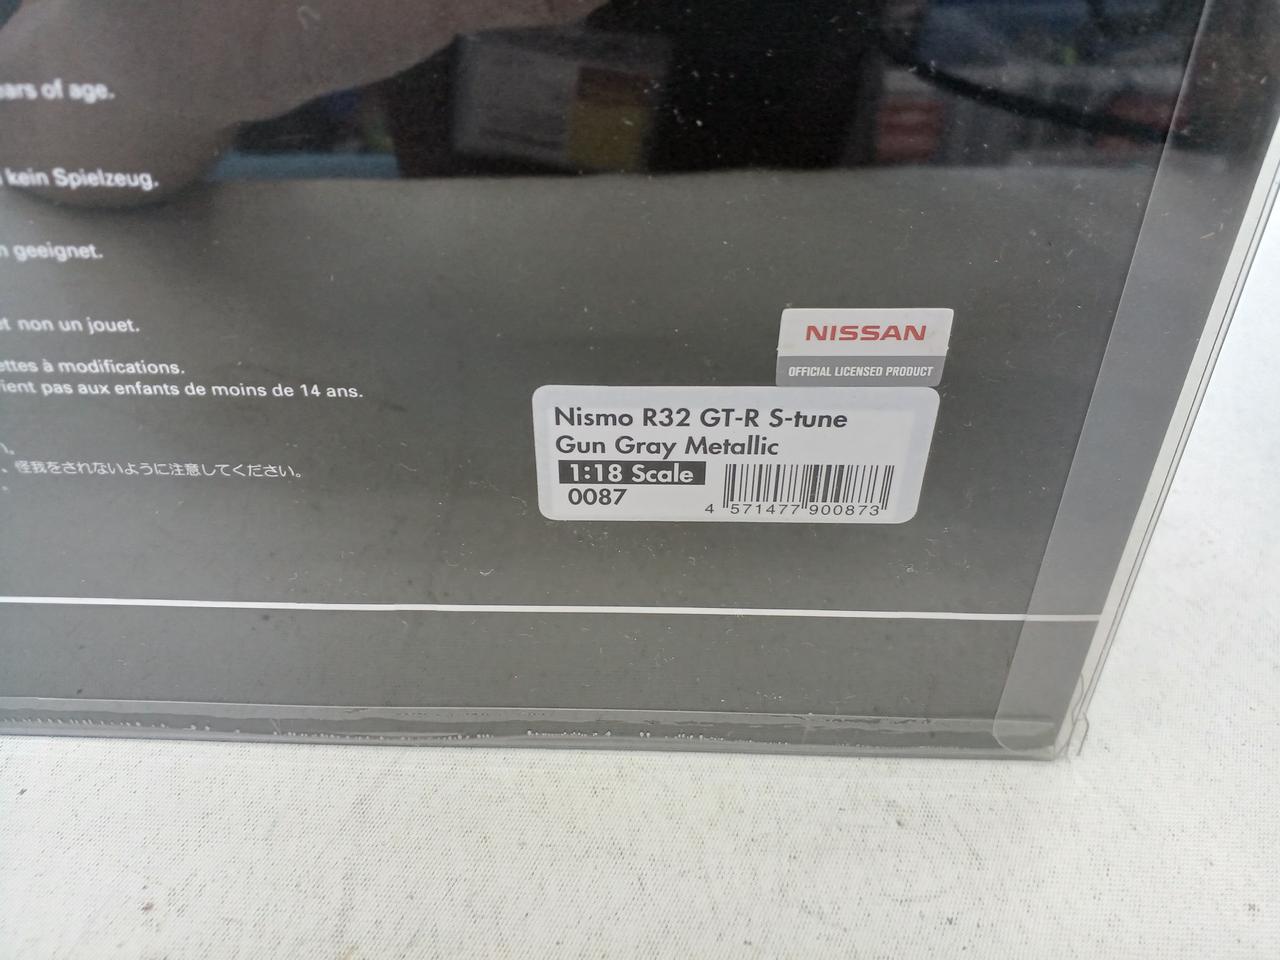 ears of age.
kein Spielzeug.
geeignet.
t non un jouet.
ettes à modifications.
ient pas aux enfants de moins de 14 ans.
、怪我をされないように注意してください。
NISSAN
OFFICIAL LICENSED PRODUCT
Nismo R32 GT-R S-tune
Gun Gray Metallic
1:18 Scale
0087
4 571477 900873